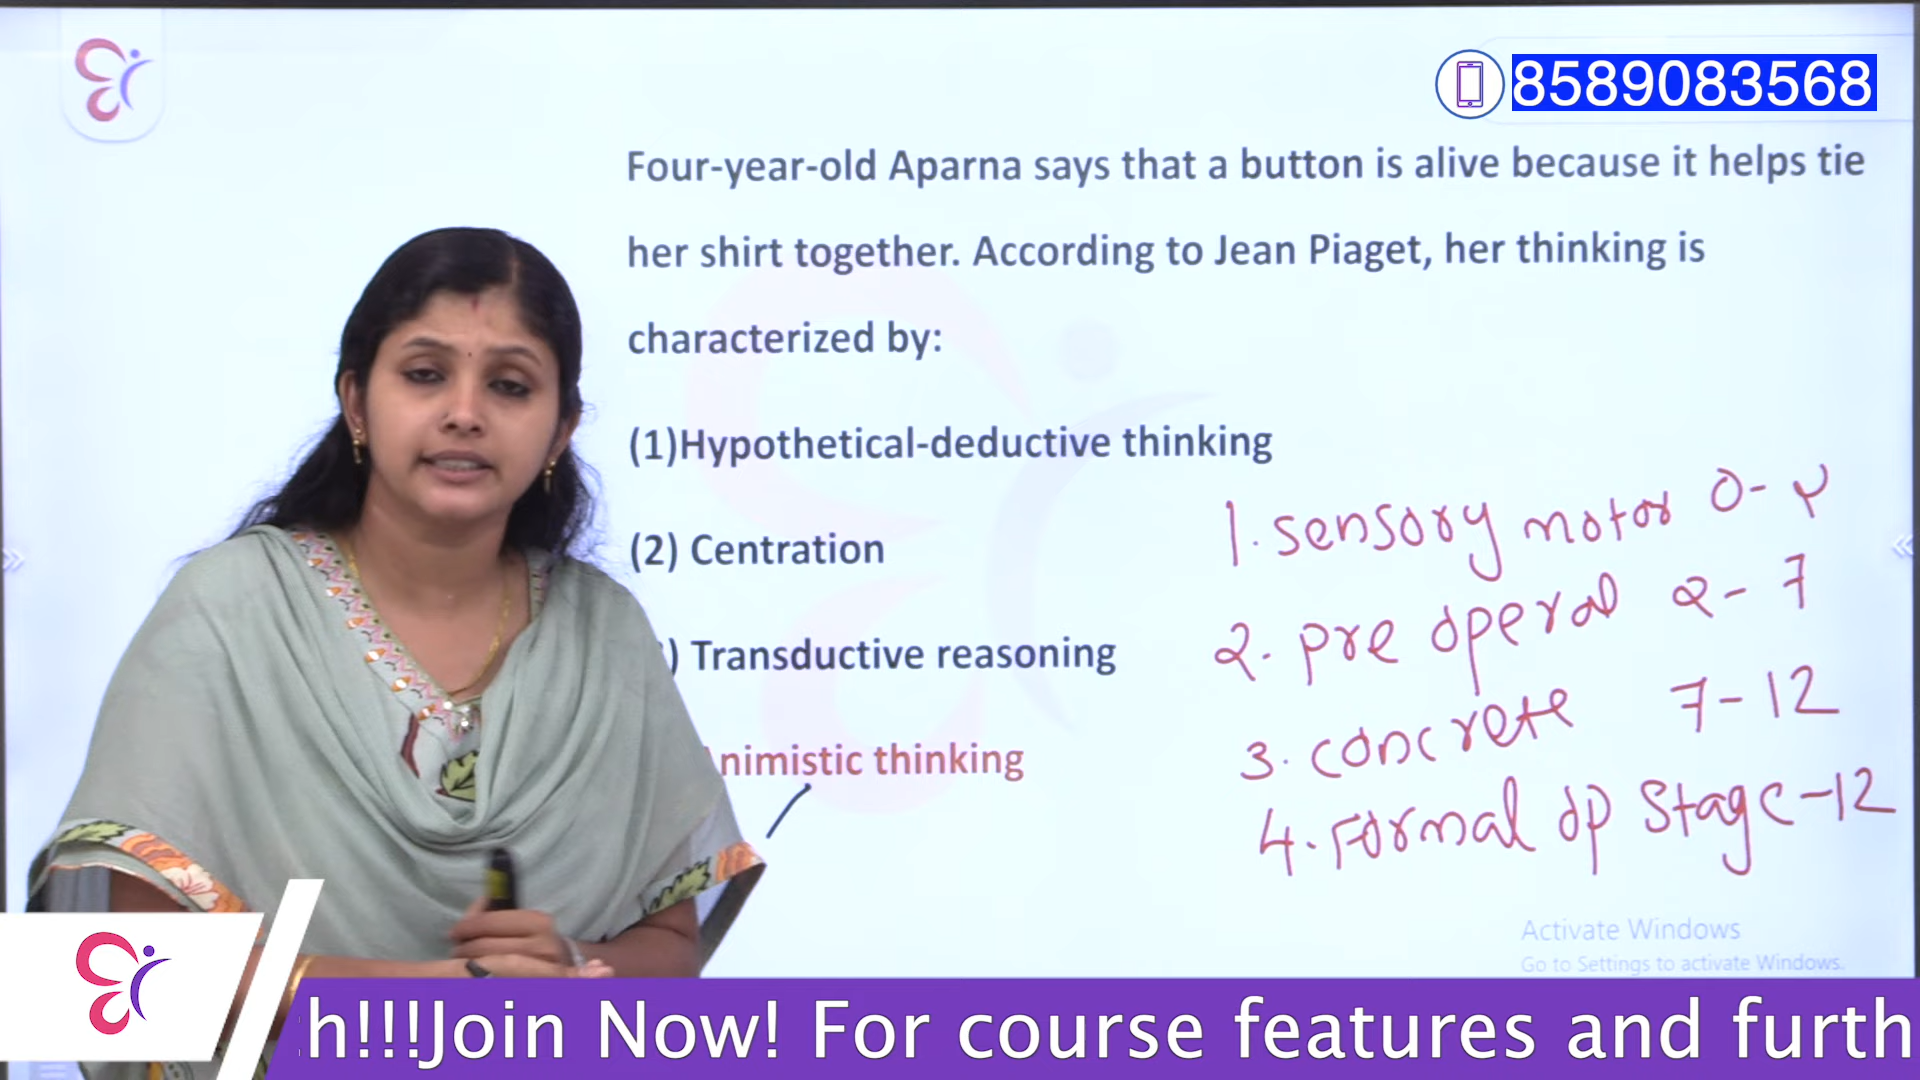 8589083568
Four-year-old Aparna says that a button is alive because it helps tie
her shirt together. According to Jean Piaget, her thinking is
characterized by:
(1)Hypothetical-deductive thinking
(2) Centration
) Transductive reasoning
nimistic thinking
1. Sensory motor 0-2
2. pre operal 2-7
3. concrete 7-12
4. Formal op Stage-12
Activate Windows
Go to Settings to activate Windows.
h!!!Join Now! For course features and furth